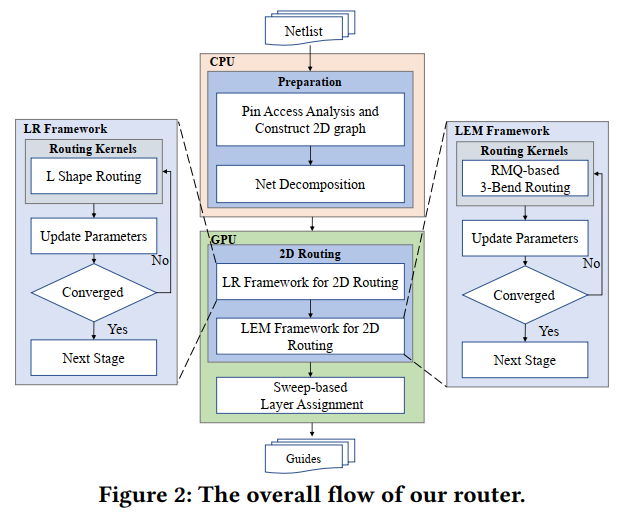 Netlist
CPU
Preparation
Pin Access Analysis and
Construct 2D graph
Net Decomposition
LR Framework
Routing Kernels
L Shape Routing
Update Parameters
No
Converged
Yes
Next Stage
GPU
2D Routing
LR Framework for 2D Routing
LEM Framework for 2D
Routing
Sweep-based
Layer Assignment
Guides
LEM Framework
Routing Kernels
RMQ-based
3-Bend Routing
Update Parameters
No
Converged
Yes
Next Stage
Figure 2: The overall flow of our router.